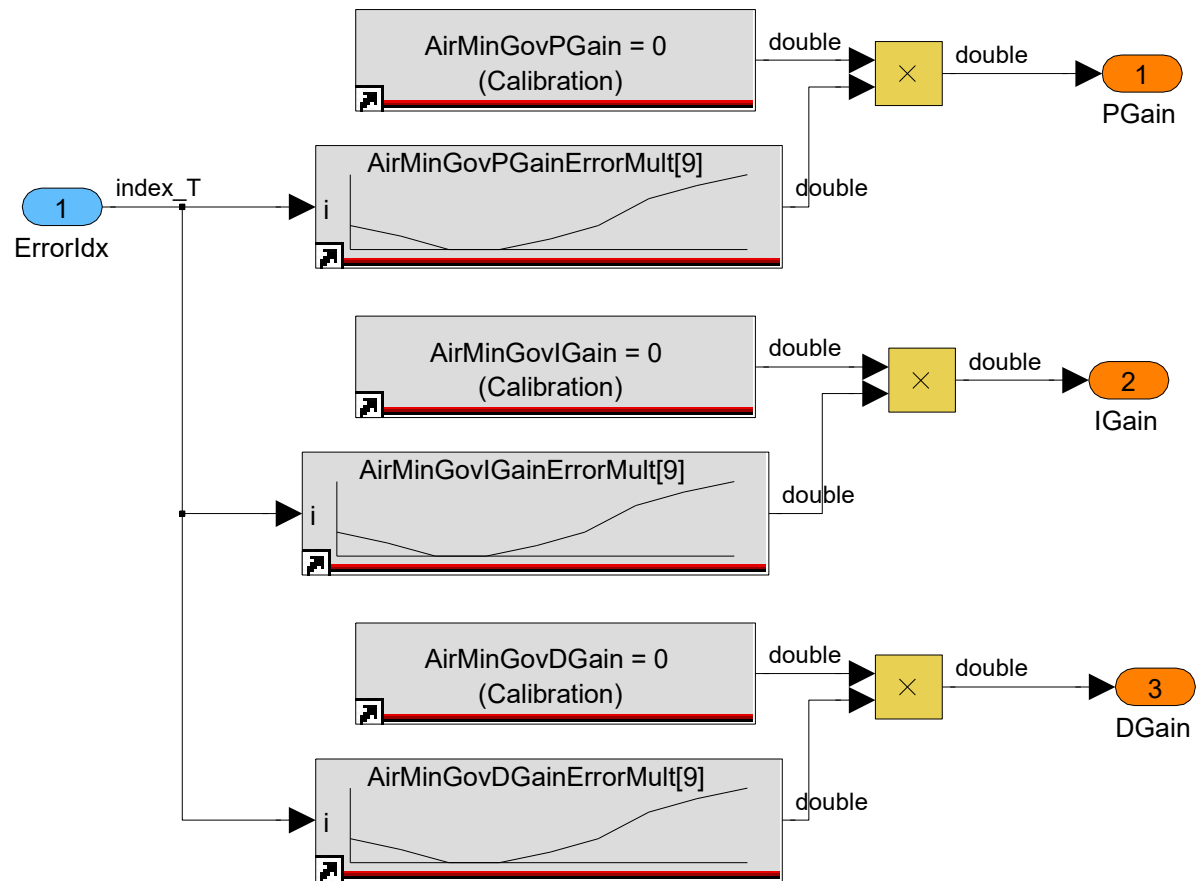 AirMinGovPGain = 0
(Calibration)
double
double
1
PGain
AirMinGovPGainErrorMult[9]
i
double
index_T
1
ErrorIdx
AirMinGovIGain = 0
(Calibration)
double
double
2
IGain
AirMinGovIGainErrorMult[9]
i
double
AirMinGovDGain = 0
(Calibration)
double
double
3
DGain
AirMinGovDGainErrorMult[9]
i
double